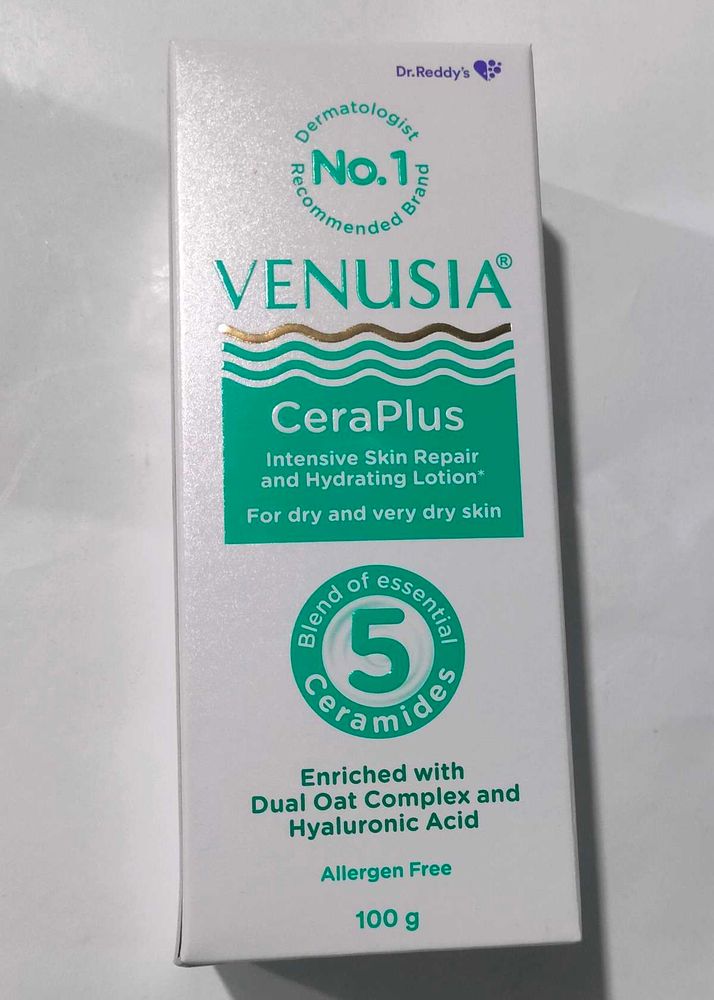 Dr.Reddy's
Dermatologist
No.1
Recommended Brand
VENUSIA®
CeraPlus
Intensive Skin Repair
and Hydrating Lotion*
For dry and very dry skin
Blend of essential
5
Ceramides
Enriched with
Dual Oat Complex and
Hyaluronic Acid
Allergen Free
100 g